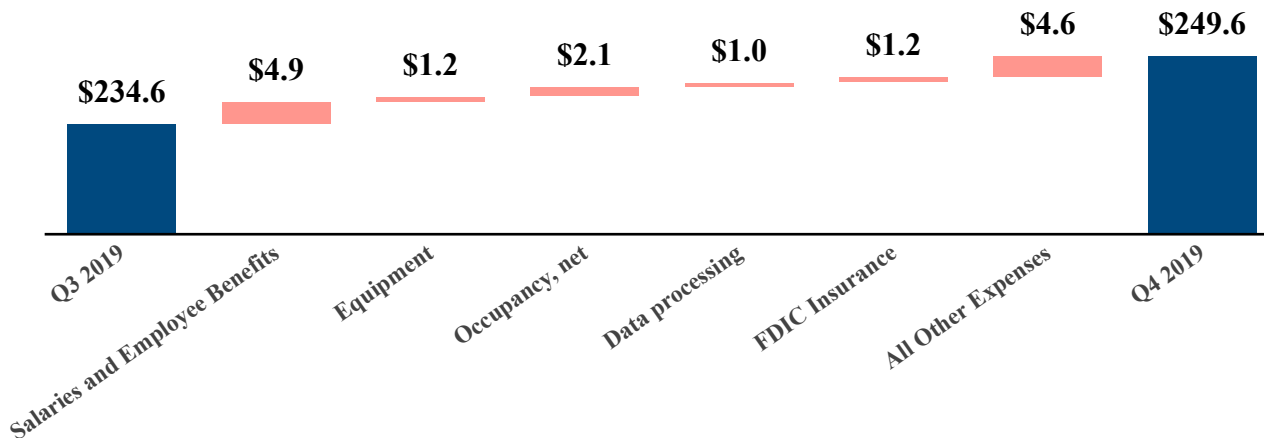 $234.6
$4.9
$1.2
$2.1
$1.0
$1.2
$4.6
$249.6
Q3 2019
Salaries and Employee Benefits
Equipment
Occupancy, net
Data processing
FDIC Insurance
All Other Expenses
Q4 2019